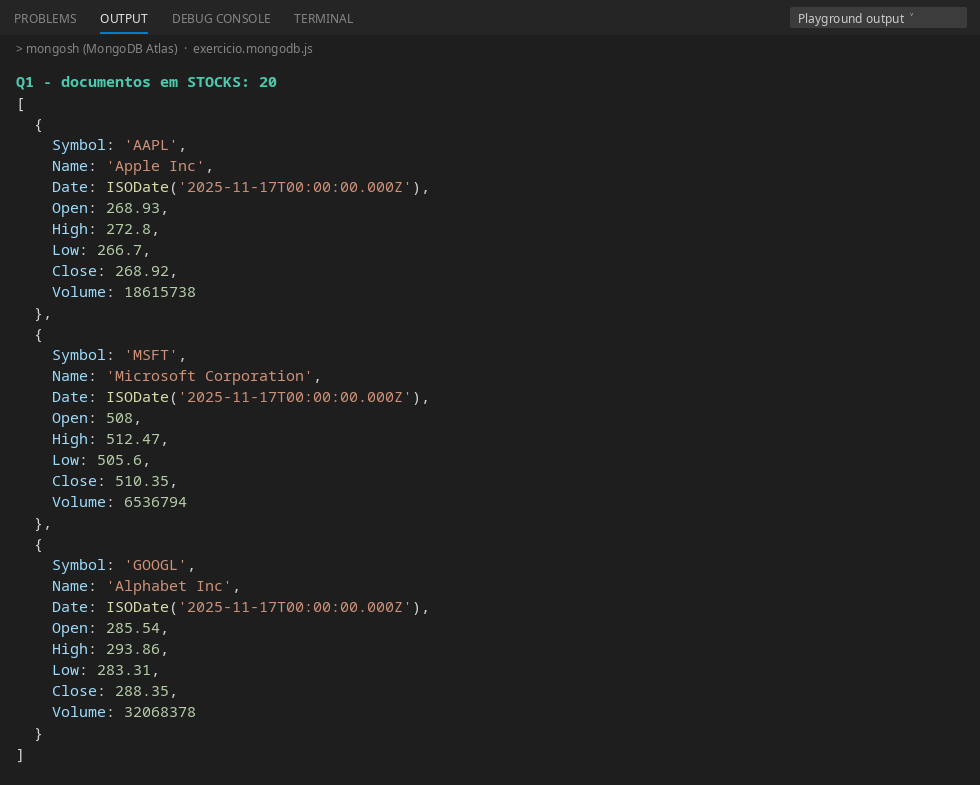 PROBLEMS OUTPUT DEBUG CONSOLE TERMINAL Playground output ˅
> mongosh (MongoDB Atlas) · exercicio.mongodb.js
Q1 - documentos em STOCKS: 20
[
  {
    Symbol: 'AAPL',
    Name: 'Apple Inc',
    Date: ISODate('2025-11-17T00:00:00.000Z'),
    Open: 268.93,
    High: 272.8,
    Low: 266.7,
    Close: 268.92,
    Volume: 18615738
  },
  {
    Symbol: 'MSFT',
    Name: 'Microsoft Corporation',
    Date: ISODate('2025-11-17T00:00:00.000Z'),
    Open: 508,
    High: 512.47,
    Low: 505.6,
    Close: 510.35,
    Volume: 6536794
  },
  {
    Symbol: 'GOOGL',
    Name: 'Alphabet Inc',
    Date: ISODate('2025-11-17T00:00:00.000Z'),
    Open: 285.54,
    High: 293.86,
    Low: 283.31,
    Close: 288.35,
    Volume: 32068378
  }
]